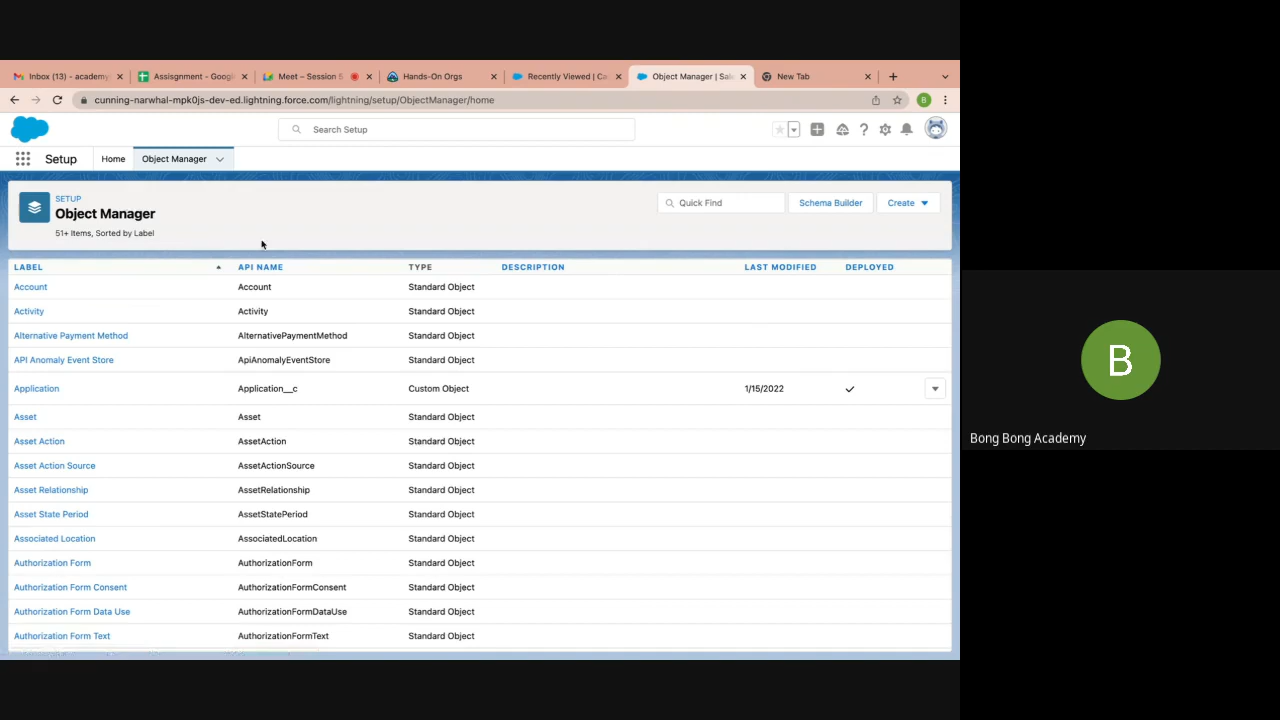 Inbox (13) - academy
Assisgnment - Googl
Meet – Session 5
Hands-On Orgs
Recently Viewed | Ca
Object Manager | Sal
New Tab
cunning-narwhal-mpk0js-dev-ed.lightning.force.com/lightning/setup/ObjectManager/home
B
Search Setup
Setup
Home
Object Manager
SETUP
Object Manager
51+ Items, Sorted by Label
Quick Find
Schema Builder
Create
LABEL API NAME TYPE DESCRIPTION LAST MODIFIED DEPLOYED
Account Account Standard Object
Activity Activity Standard Object
Alternative Payment Method AlternativePaymentMethod Standard Object
API Anomaly Event Store ApiAnomalyEventStore Standard Object
Application Application__c Custom Object 1/15/2022
Asset Asset Standard Object
Asset Action AssetAction Standard Object
Asset Action Source AssetActionSource Standard Object
Asset Relationship AssetRelationship Standard Object
Asset State Period AssetStatePeriod Standard Object
Associated Location AssociatedLocation Standard Object
Authorization Form AuthorizationForm Standard Object
Authorization Form Consent AuthorizationFormConsent Standard Object
Authorization Form Data Use AuthorizationFormDataUse Standard Object
Authorization Form Text AuthorizationFormText Standard Object
B
Bong Bong Academy